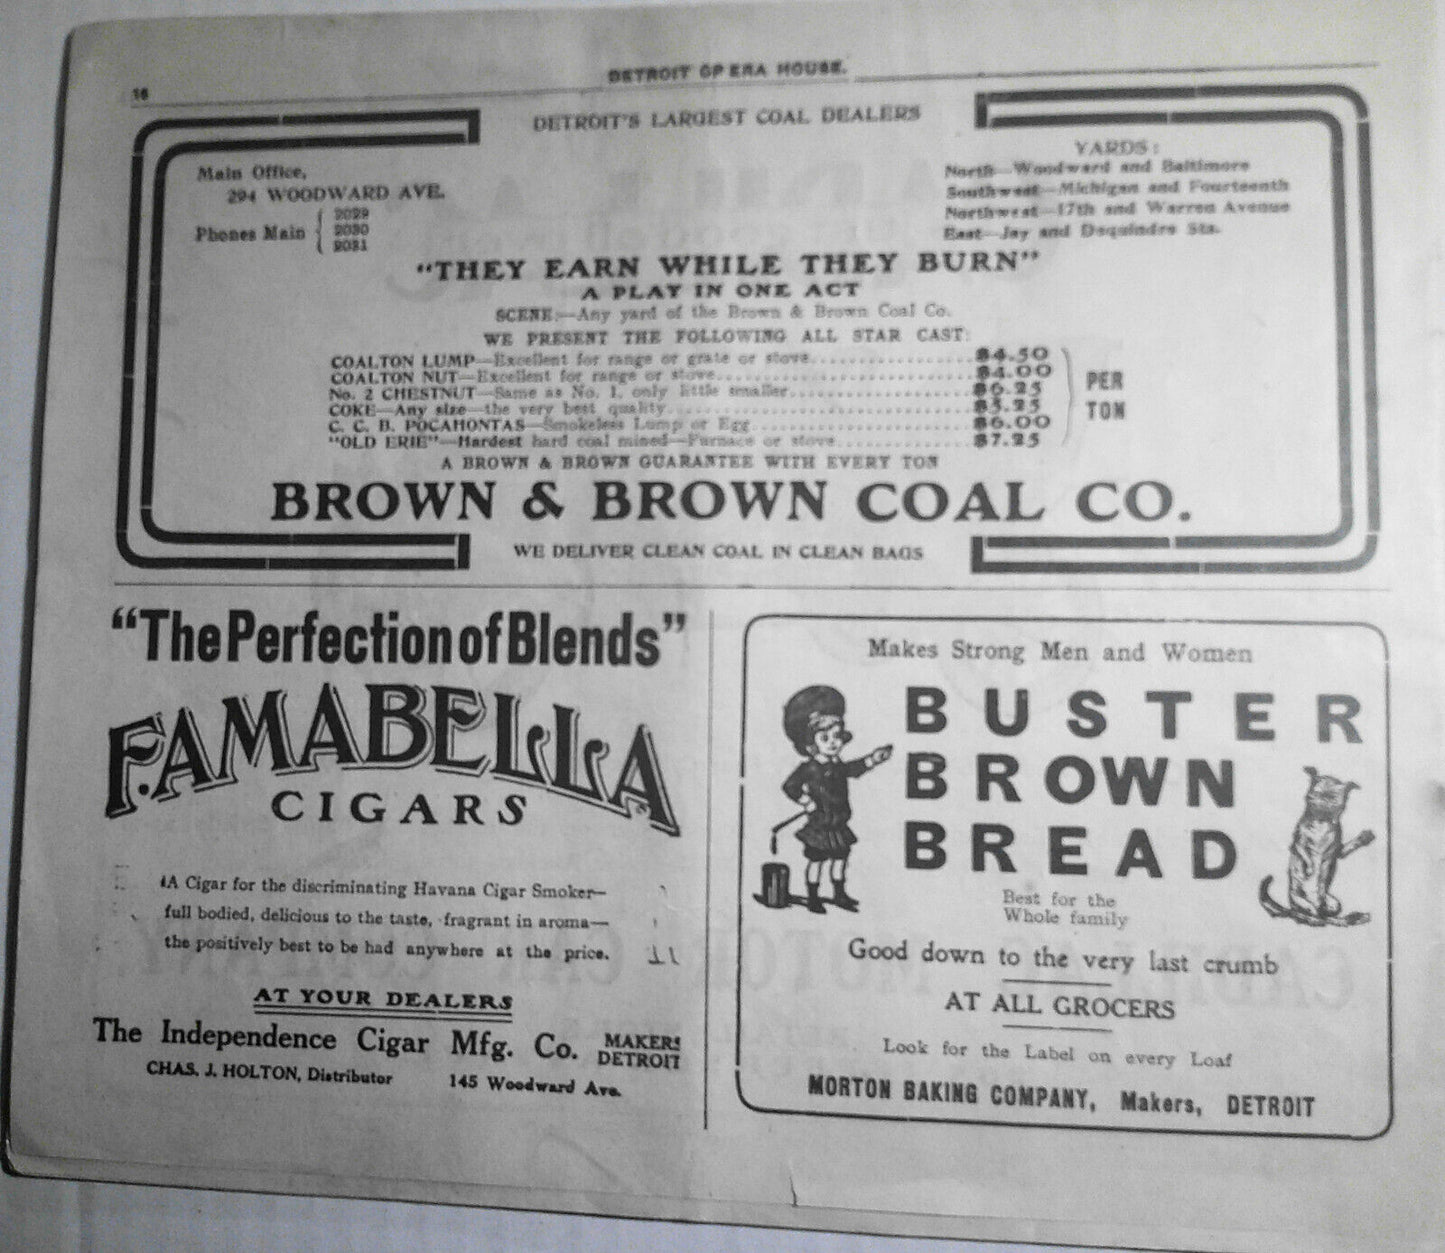 16
DETROIT OPERA HOUSE.
DETROIT'S LARGEST COAL DEALERS
Main Office,
294 WOODWARD AVE.
Phones Main { 2029
2030
2031
YARDS:
North—Woodward and Baltimore
Southwest—Michigan and Fourteenth
Northwest—17th and Warren Avenue
East—Jay and Dequindre Sts.
"THEY EARN WHILE THEY BURN"
A PLAY IN ONE ACT
SCENE:—Any yard of the Brown & Brown Coal Co.
WE PRESENT THE FOLLOWING ALL STAR CAST:
COALTON LUMP—Excellent for range or grate or stove.................$4.50
COALTON NUT—Excellent for range or stove.................$4.00
No. 2 CHESTNUT—Same as No. 1, only little smaller.................$6.25
COKE—Any size—the very best quality.................$5.25
C. C. B. POCAHONTAS—Smokeless Lump or Egg.................$6.00
"OLD ERIE"—Hardest hard coal mined—Furnace or stove.................$7.25
PER
TON
A BROWN & BROWN GUARANTEE WITH EVERY TON
BROWN & BROWN COAL CO.
WE DELIVER CLEAN COAL IN CLEAN BAGS
"The Perfection of Blends"
F.AMABELLA
CIGARS
A Cigar for the discriminating Havana Cigar Smoker—
full bodied, delicious to the taste, fragrant in aroma—
the positively best to be had anywhere at the price.
AT YOUR DEALERS
The Independence Cigar Mfg. Co. MAKERS
DETROIT
CHAS. J. HOLTON, Distributor 145 Woodward Ave.
Makes Strong Men and Women
BUSTER
BROWN
BREAD
Best for the
Whole family
Good down to the very last crumb
AT ALL GROCERS
Look for the Label on every Loaf
MORTON BAKING COMPANY, Makers, DETROIT